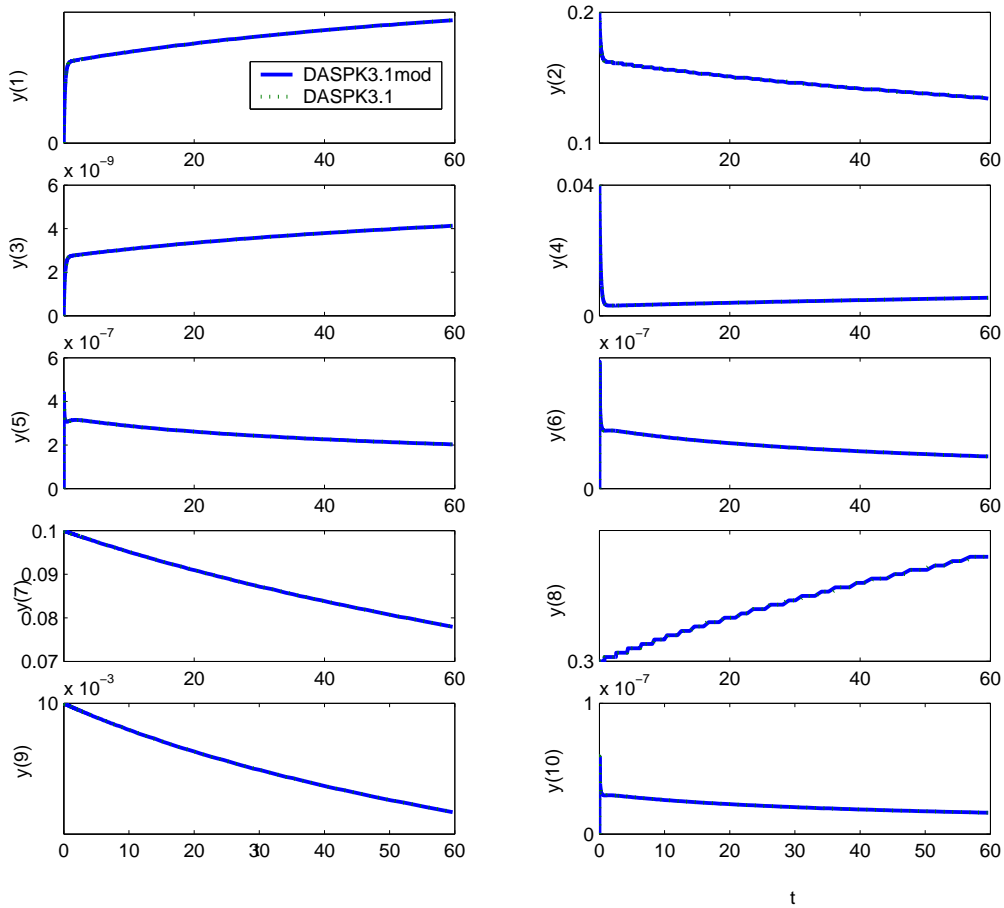 y(1)
0
DASPK3.1mod
DASPK3.1
20 40 60
0.2
y(2)
0.1
20 40 60
x 10⁻⁹
6
4
y(3)
2
0
20 40 60
0.04
y(4)
0
20 40 60
x 10⁻⁷
6
4
y(5)
2
0
20 40 60
x 10⁻⁷
y(6)
0
20 40 60
0.1
0.09
y(7)
0.08
0.07
20 40 60
y(8)
0.3
20 40 60
x 10⁻³
10
y(9)
0 10 20 30 40 50 60
x 10⁻⁷
1
y(10)
0
0 10 20 30 40 50 60
t